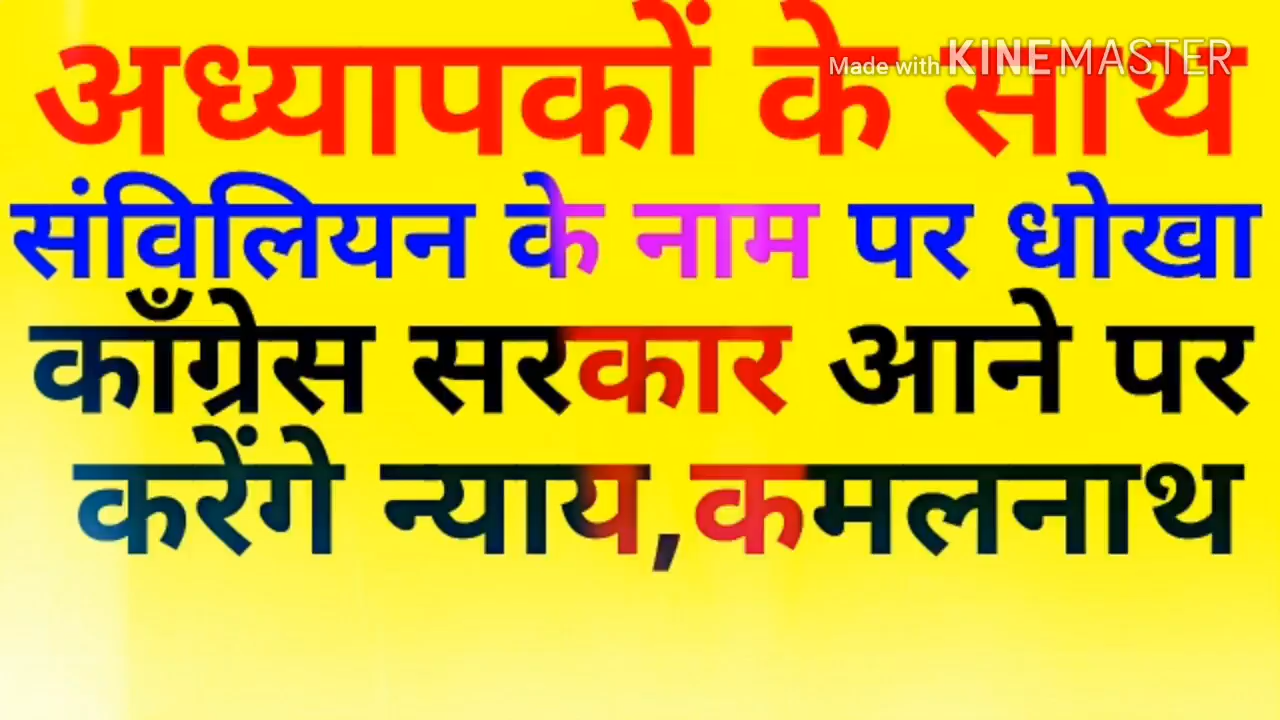 Made with KINEMASTER
अध्यापकों के साथ
संविलियन के नाम पर धोखा
काँग्रेस सरकार आने पर
करेंगे न्याय,कमलनाथ